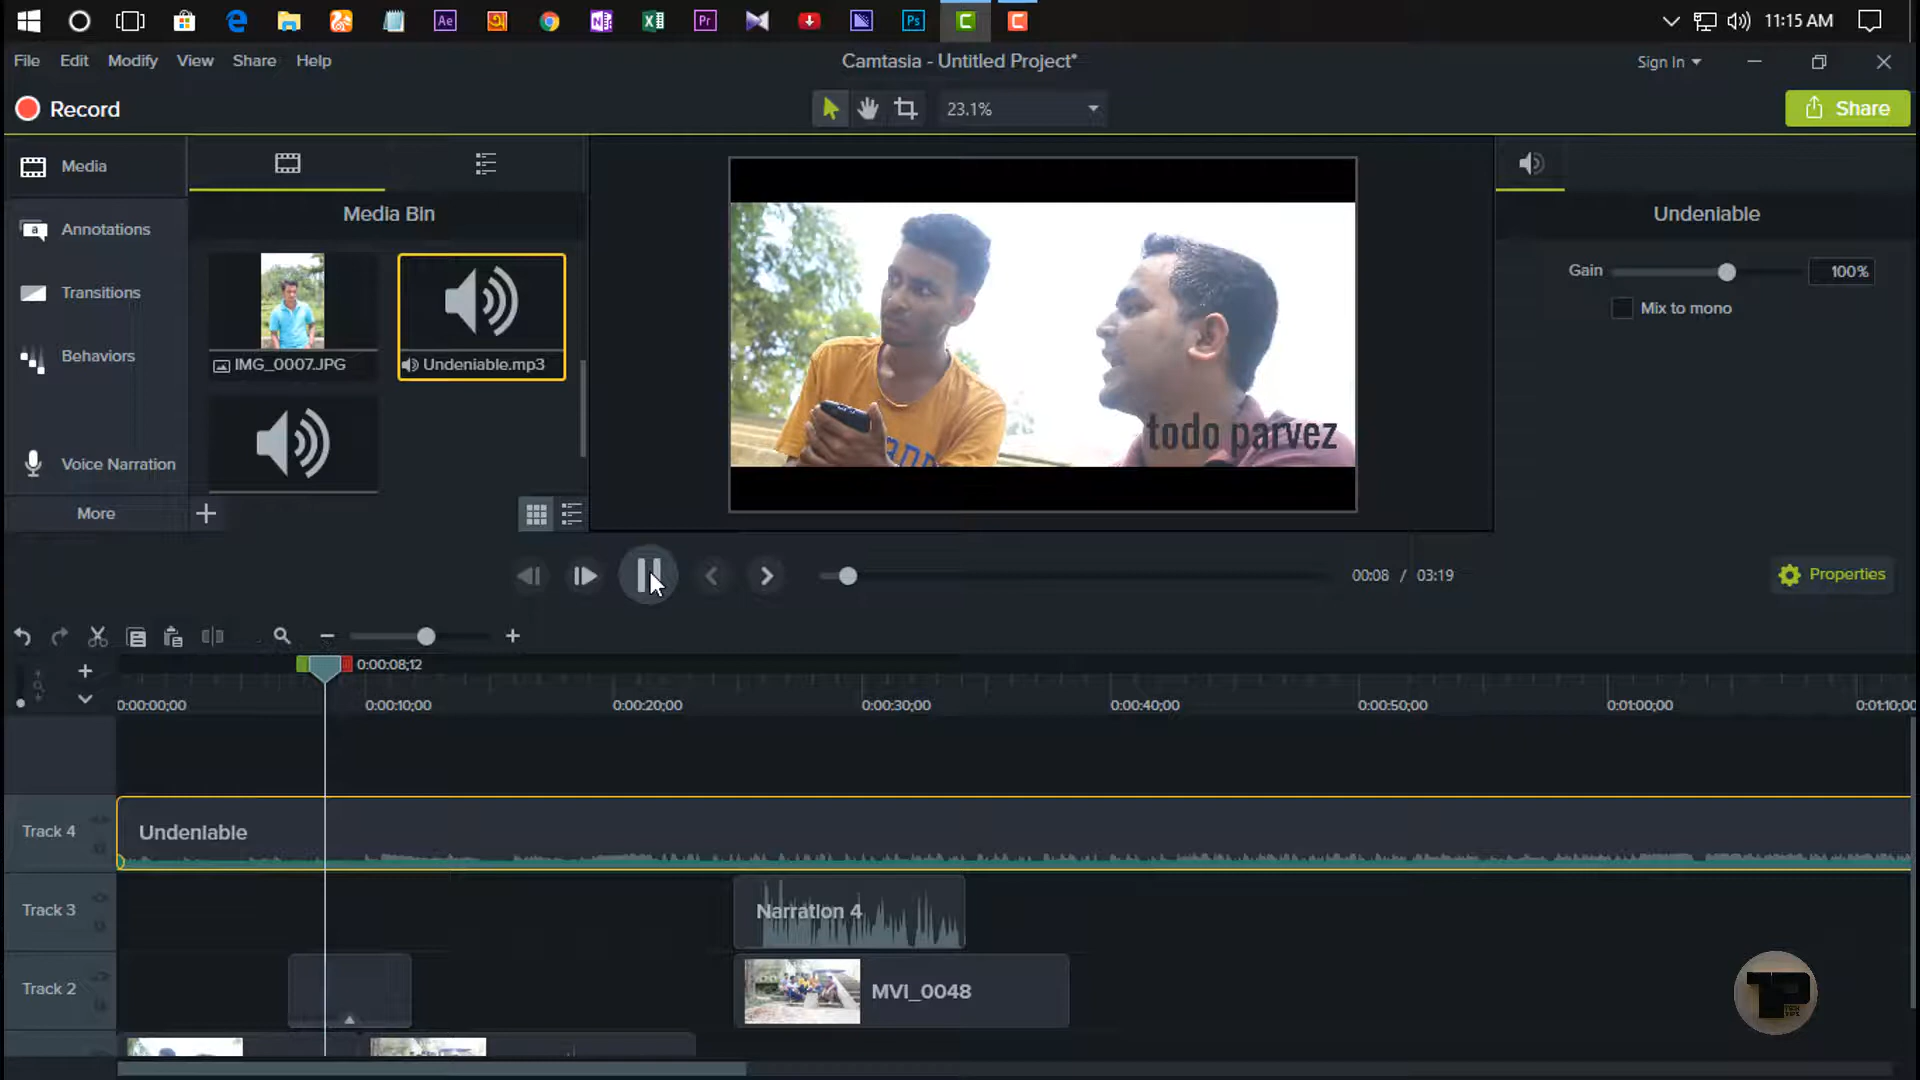 11:15 AM
File Edit Modify View Share Help
Camtasia - Untitled Project*
Sign In
Record
23.1%
Share
Media
Annotations
Transitions
Behaviors
Voice Narration
More
Media Bin
IMG_0007.JPG
Undeniable.mp3
todo parvez
Undeniable
Gain
100%
Mix to mono
00:08 / 03:19
Properties
0:00:08;12
0:00:00;00 0:00:10;00 0:00:20;00 0:00:30;00 0:00:40;00 0:00:50;00 0:01:00;00 0:01:10;00
Track 4
Undeniable
Track 3
Narration 4
Track 2
MVI_0048